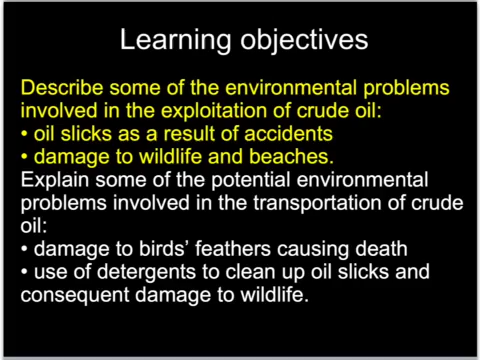 Learning objectives
Describe some of the environmental problems
involved in the exploitation of crude oil:
• oil slicks as a result of accidents
• damage to wildlife and beaches.
Explain some of the potential environmental
problems involved in the transportation of crude
oil:
• damage to birds’ feathers causing death
• use of detergents to clean up oil slicks and
consequent damage to wildlife.